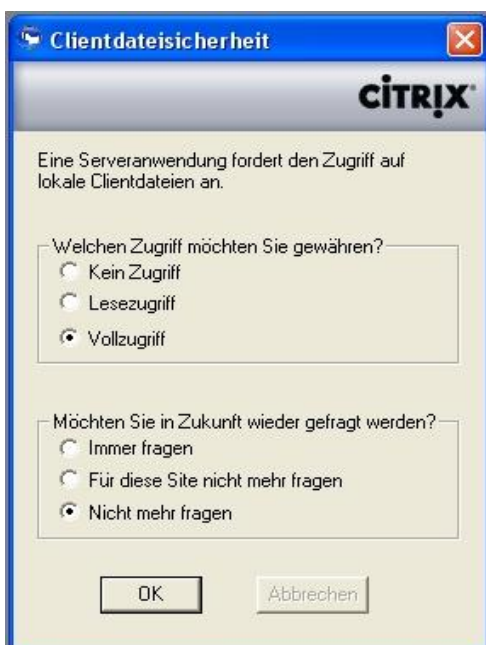 Clientdateisicherheit
CITRIX
Eine Serveranwendung fordert den Zugriff auf
lokale Clientdateien an.
Welchen Zugriff möchten Sie gewähren?
Kein Zugriff
Lesezugriff
Vollzugriff
Möchten Sie in Zukunft wieder gefragt werden?
Immer fragen
Für diese Site nicht mehr fragen
Nicht mehr fragen
OK
Abbrechen